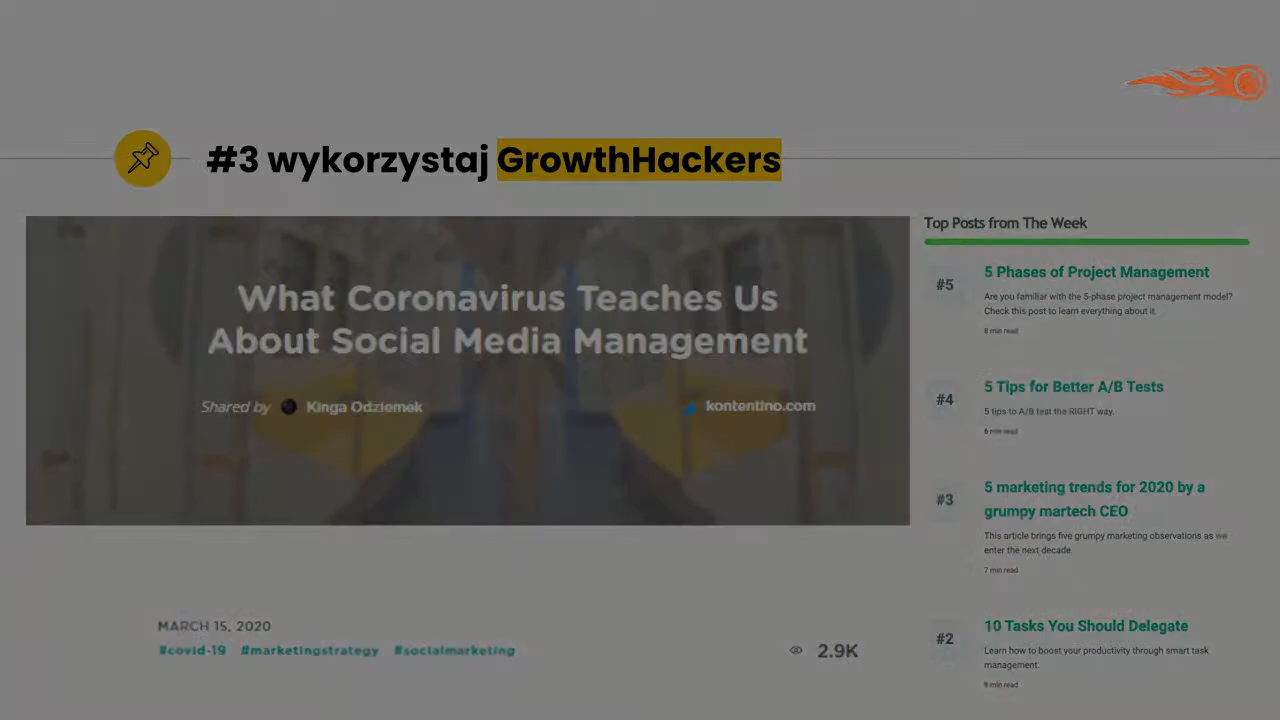 #3 wykorzystaj GrowthHackers
What Coronavirus Teaches Us
About Social Media Management
Shared by Kinga Odziemek
kontentino.com
MARCH 15, 2020
#covid-19 #marketingstrategy #socialmarketing
2.9K
Top Posts from The Week
#5
5 Phases of Project Management
Are you familiar with the 5-phase project management model?
Check this post to learn everything about it.
8 min read
#4
5 Tips for Better A/B Tests
5 tips to A/B test the RIGHT way.
6 min read
#3
5 marketing trends for 2020 by a
grumpy martech CEO
This article brings five grumpy marketing observations as we
enter the next decade.
7 min read
#2
10 Tasks You Should Delegate
Learn how to boost your productivity through smart task
management.
9 min read